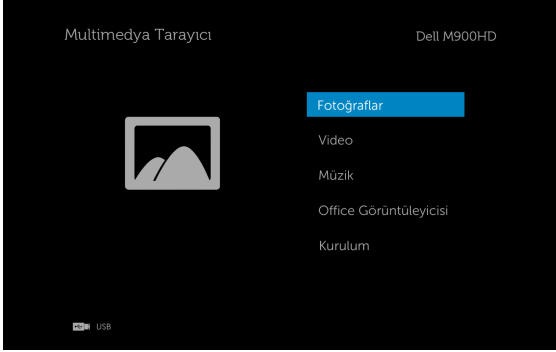 Multimedya Tarayıcı
Dell M900HD
Fotoğraflar
Video
Müzik
Office Görüntüleyicisi
Kurulum
USB